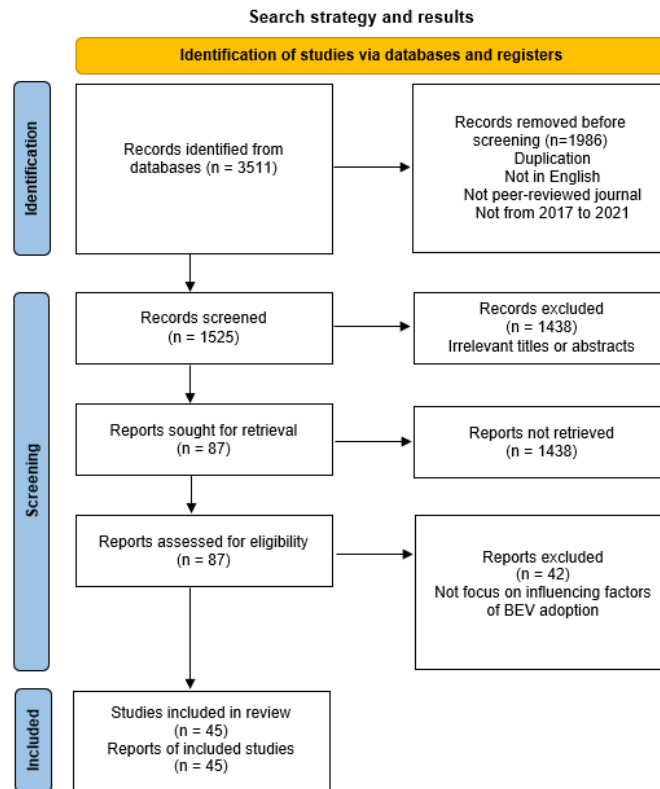 Search strategy and results
Identification of studies via databases and registers
Identification
Records identified from
databases (n = 3511)
Records removed before
screening (n=1986)
Duplication
Not in English
Not peer-reviewed journal
Not from 2017 to 2021
Screening
Records screened
(n = 1525)
Records excluded
(n = 1438)
Irrelevant titles or abstracts
Reports sought for retrieval
(n = 87)
Reports not retrieved
(n = 1438)
Reports assessed for eligibility
(n = 87)
Reports excluded
(n = 42)
Not focus on influencing factors
of BEV adoption
Included
Studies included in review
(n = 45)
Reports of included studies
(n = 45)